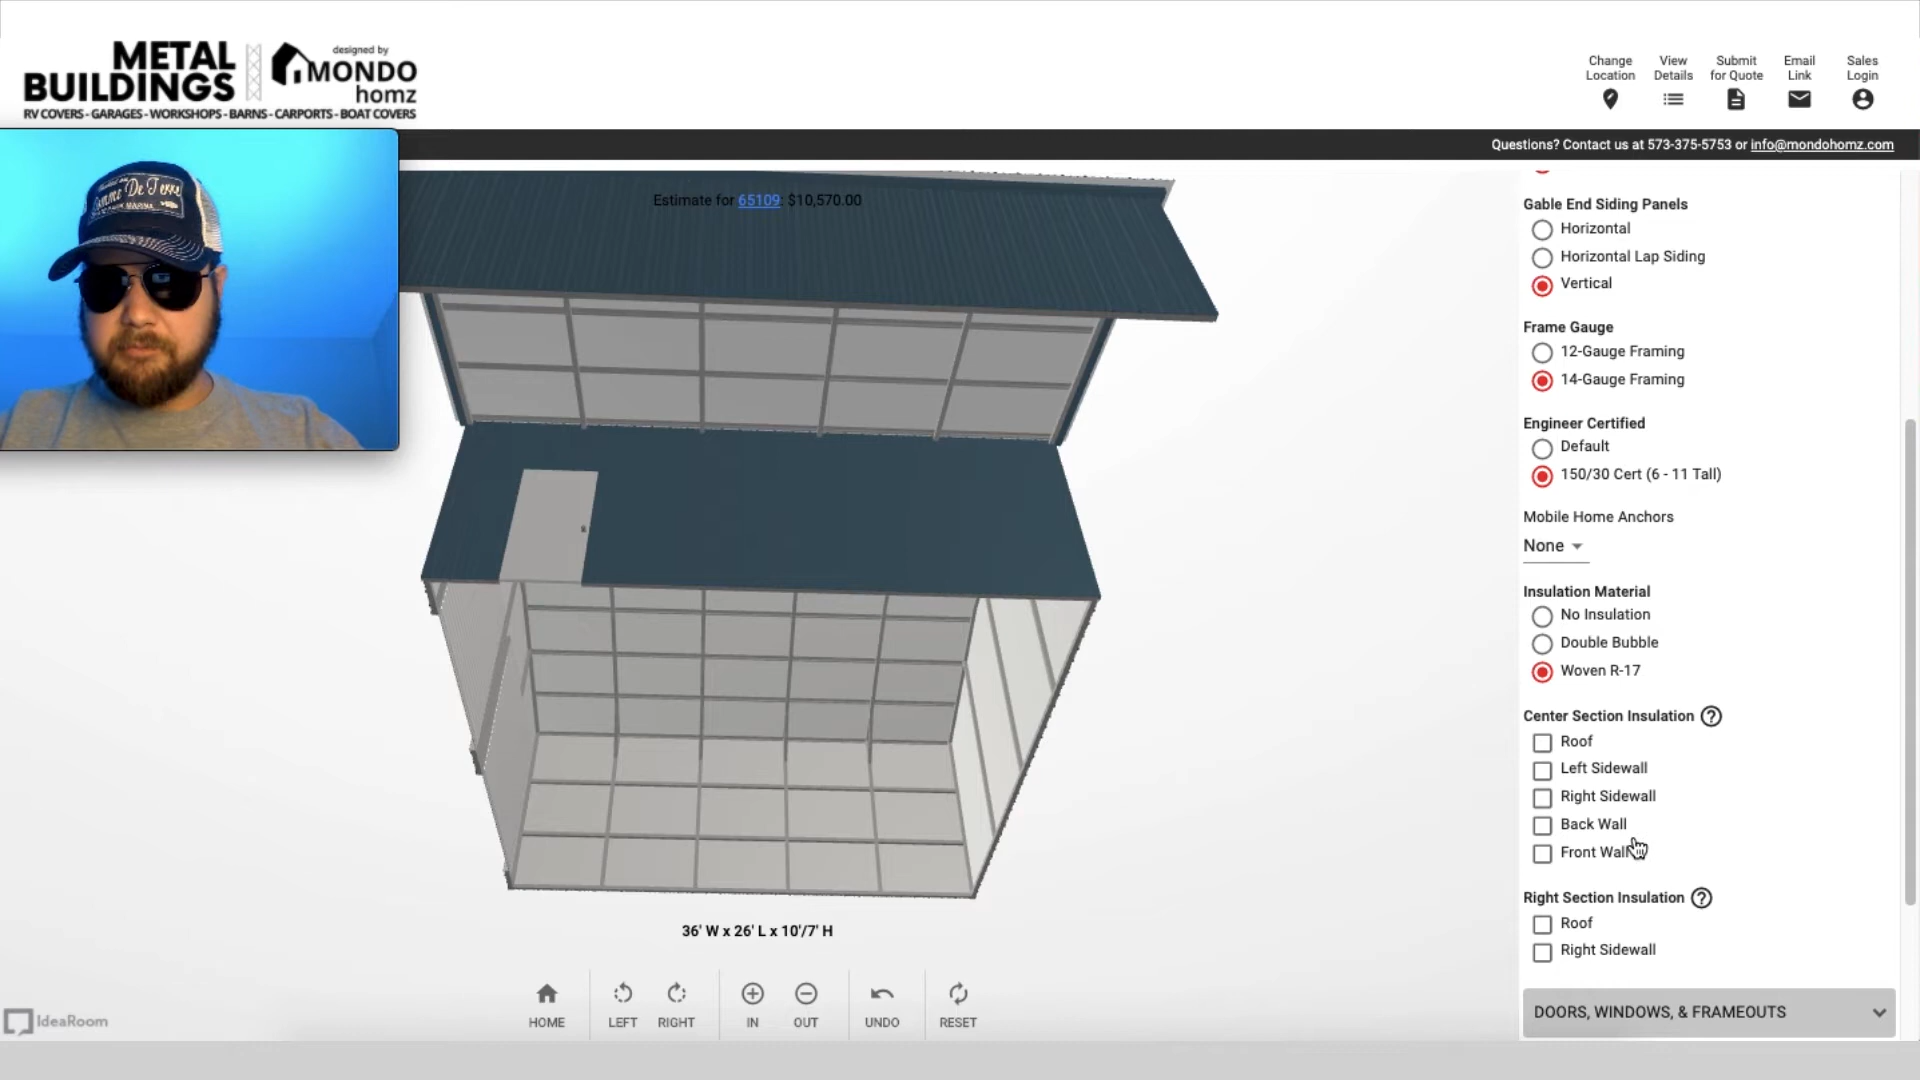 METAL
BUILDINGS
designed by
MONDO
homz
RV COVERS - GARAGES - WORKSHOPS - BARNS - CARPORTS - BOAT COVERS
Change
Location
View
Details
Submit
for Quote
Email
Link
Sales
Login
Questions? Contact us at 573-375-5753 or info@mondohomz.com
Estimate for 65109 $10,570.00
Gable End Siding Panels
Horizontal
Horizontal Lap Siding
Vertical
Frame Gauge
12-Gauge Framing
14-Gauge Framing
Engineer Certified
Default
150/30 Cert (6 - 11 Tall)
Mobile Home Anchors
None
Insulation Material
No Insulation
Double Bubble
Woven R-17
Center Section Insulation ?
Roof
Left Sidewall
Right Sidewall
Back Wall
Front Wall
Right Section Insulation ?
Roof
Right Sidewall
DOORS, WINDOWS, & FRAMEOUTS
36' W x 26' L x 10'/7' H
HOME
LEFT
RIGHT
IN
OUT
UNDO
RESET
IdeaRoom
De Terre